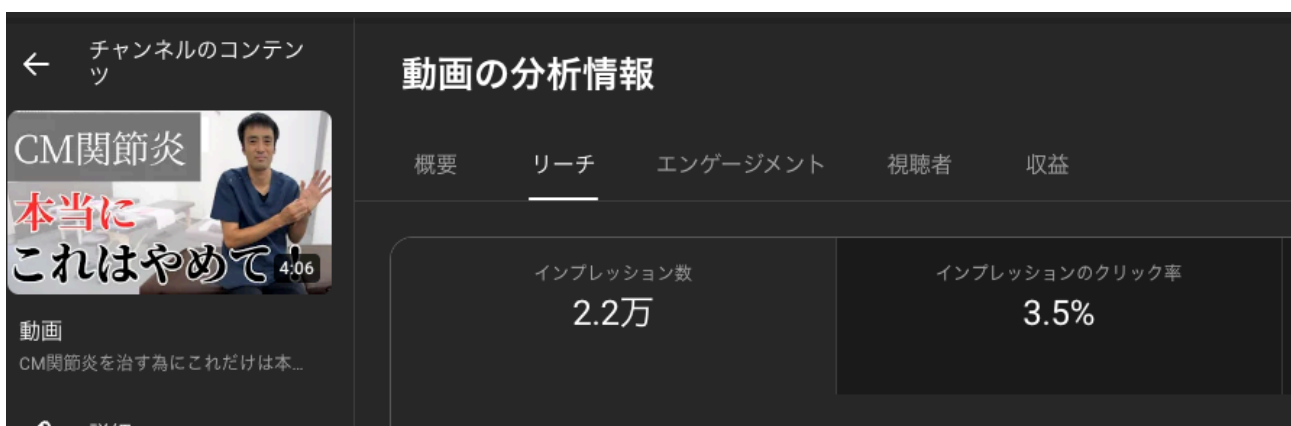 チャンネルのコンテン
ツ
CM関節炎
本当に
これはやめて!
4:06
動画
CM関節炎を治す為にこれだけは本...
動画の分析情報
概要 リーチ エンゲージメント 視聴者 収益
インプレッション数
2.2万
インプレッションのクリック率
3.5%